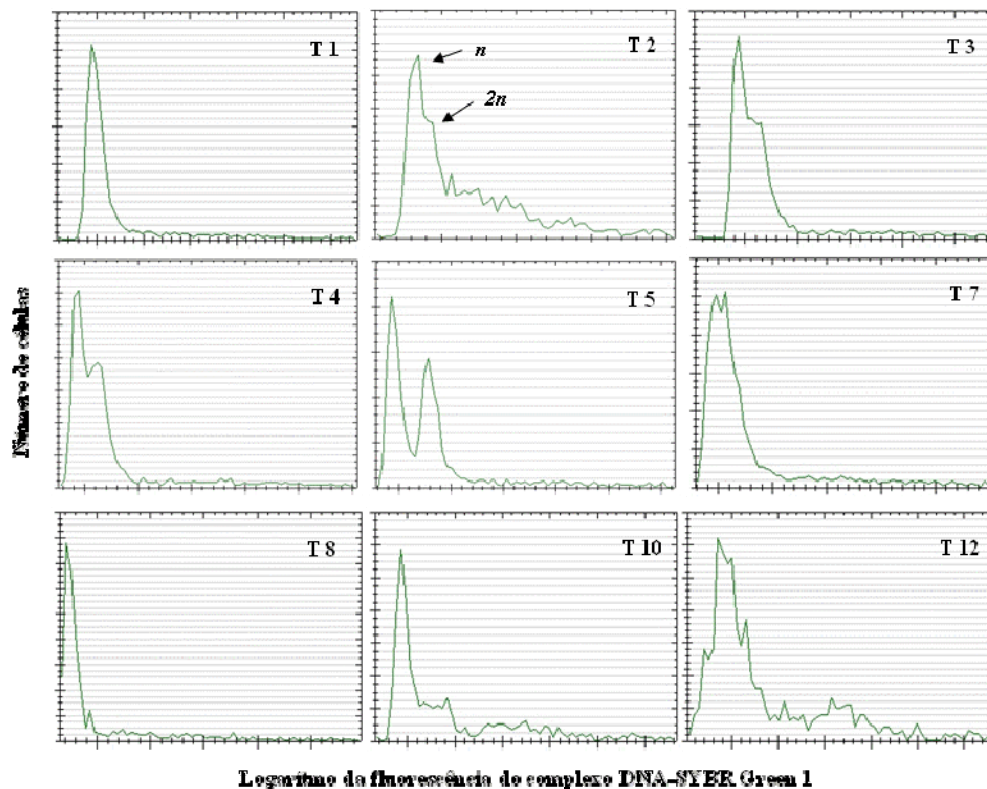 T 1
T 2
n
2n
T 3
T 4
T 5
T 7
T 8
T 10
T 12
Número de células
Logaritmo da fluorescência do complexo DNA-SYBR Green I